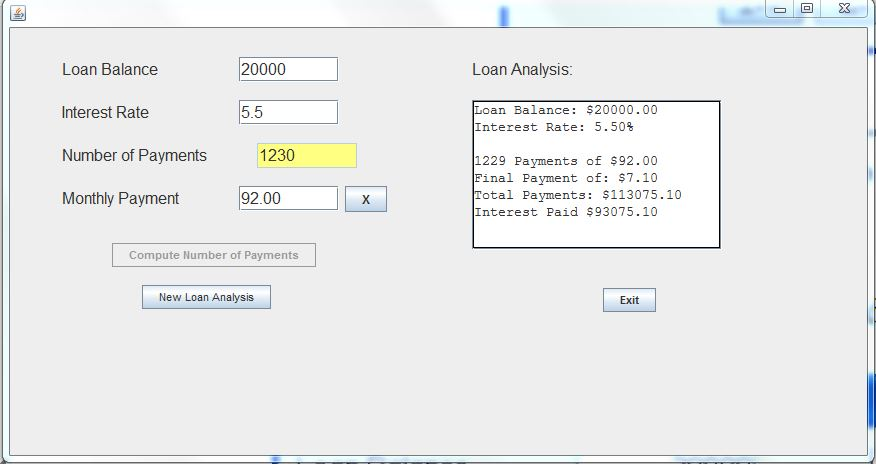 Loan Balance
20000
Interest Rate
5.5
Number of Payments
1230
Monthly Payment
92.00
X
Compute Number of Payments
New Loan Analysis
Loan Analysis:
Loan Balance: $20000.00
Interest Rate: 5.50%
1229 Payments of $92.00
Final Payment of: $7.10
Total Payments: $113075.10
Interest Paid $93075.10
Exit